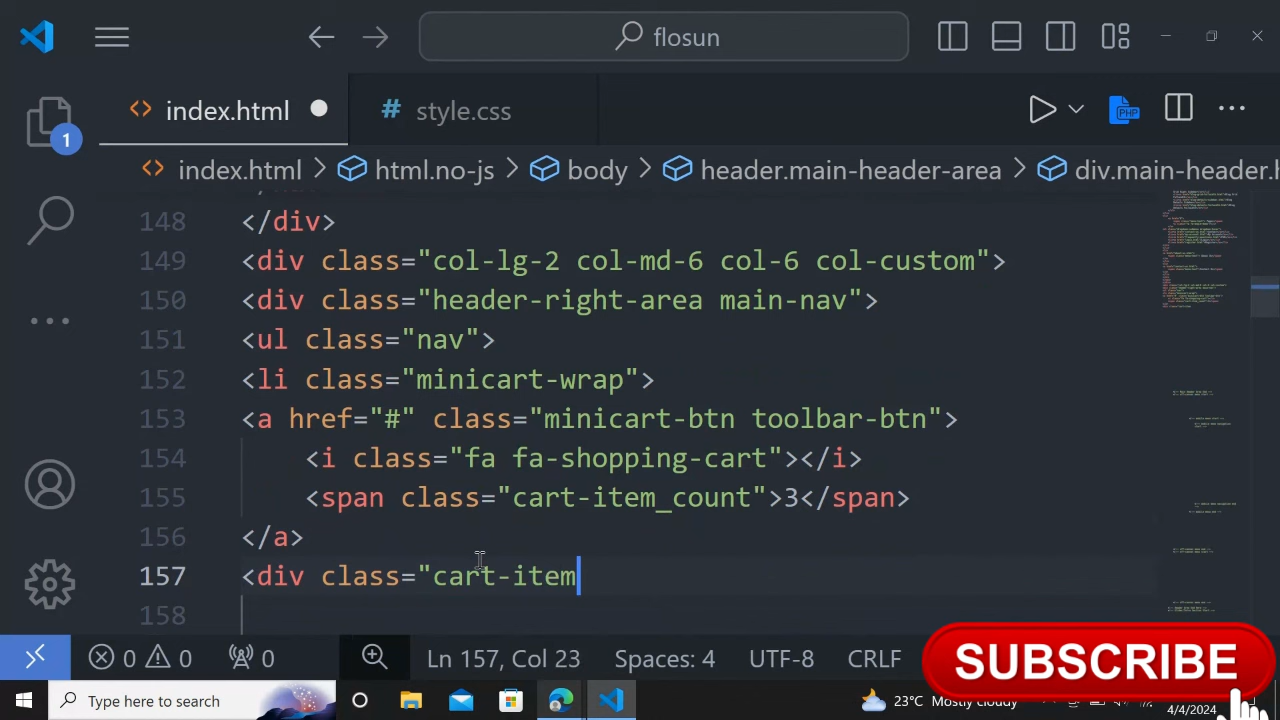 flosun
index.html
# style.css
PHP
1
index.html > html.no-js > body > header.main-header-area > div.main-header.h
148 </div>
149 <div class="col-lg-2 col-md-6 col-6 col-custom">
150 <div class="header-right-area main-nav">
151 <ul class="nav">
152 <li class="minicart-wrap">
153 <a href="#" class="minicart-btn toolbar-btn">
154 <i class="fa fa-shopping-cart"></i>
155 <span class="cart-item_count">3</span>
156 </a>
157 <div class="cart-item
158
0 0 0 Ln 157, Col 23 Spaces: 4 UTF-8 CRLF
SUBSCRIBE
Type here to search 23°C Mostly cloudy
4/4/2024